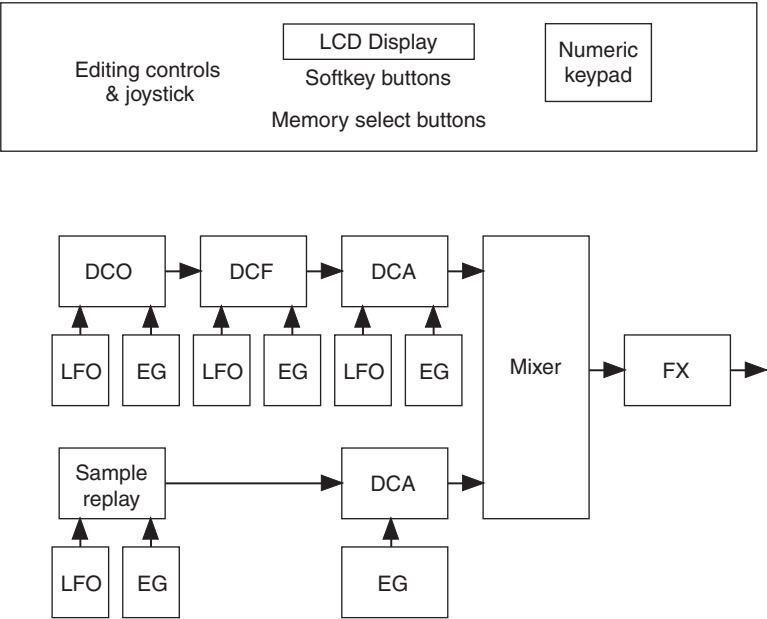 LCD Display
Numeric
keypad
Editing controls
& joystick
Softkey buttons
Memory select buttons
DCO
DCF
DCA
LFO
EG
LFO
EG
LFO
EG
Mixer
FX
Sample
replay
DCA
LFO
EG
EG